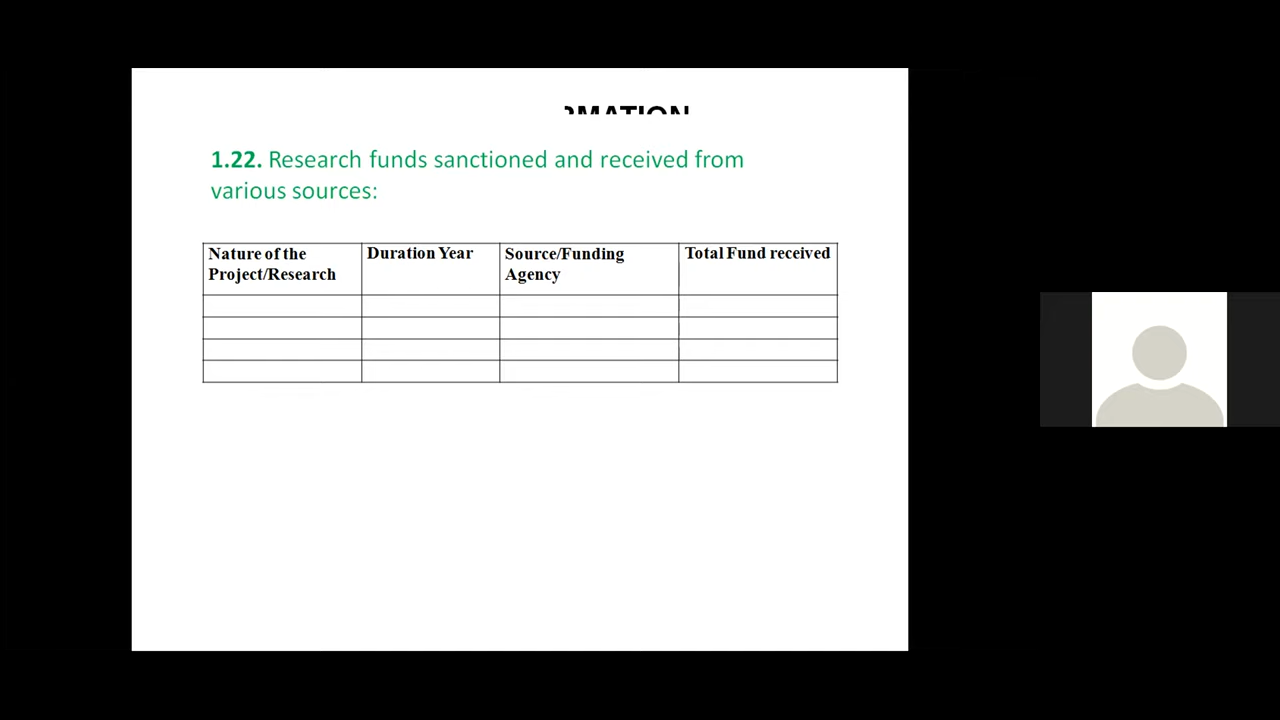 1.22. Research funds sanctioned and received from
various sources:
Nature of the Project/Research
Duration Year
Source/Funding Agency
Total Fund received